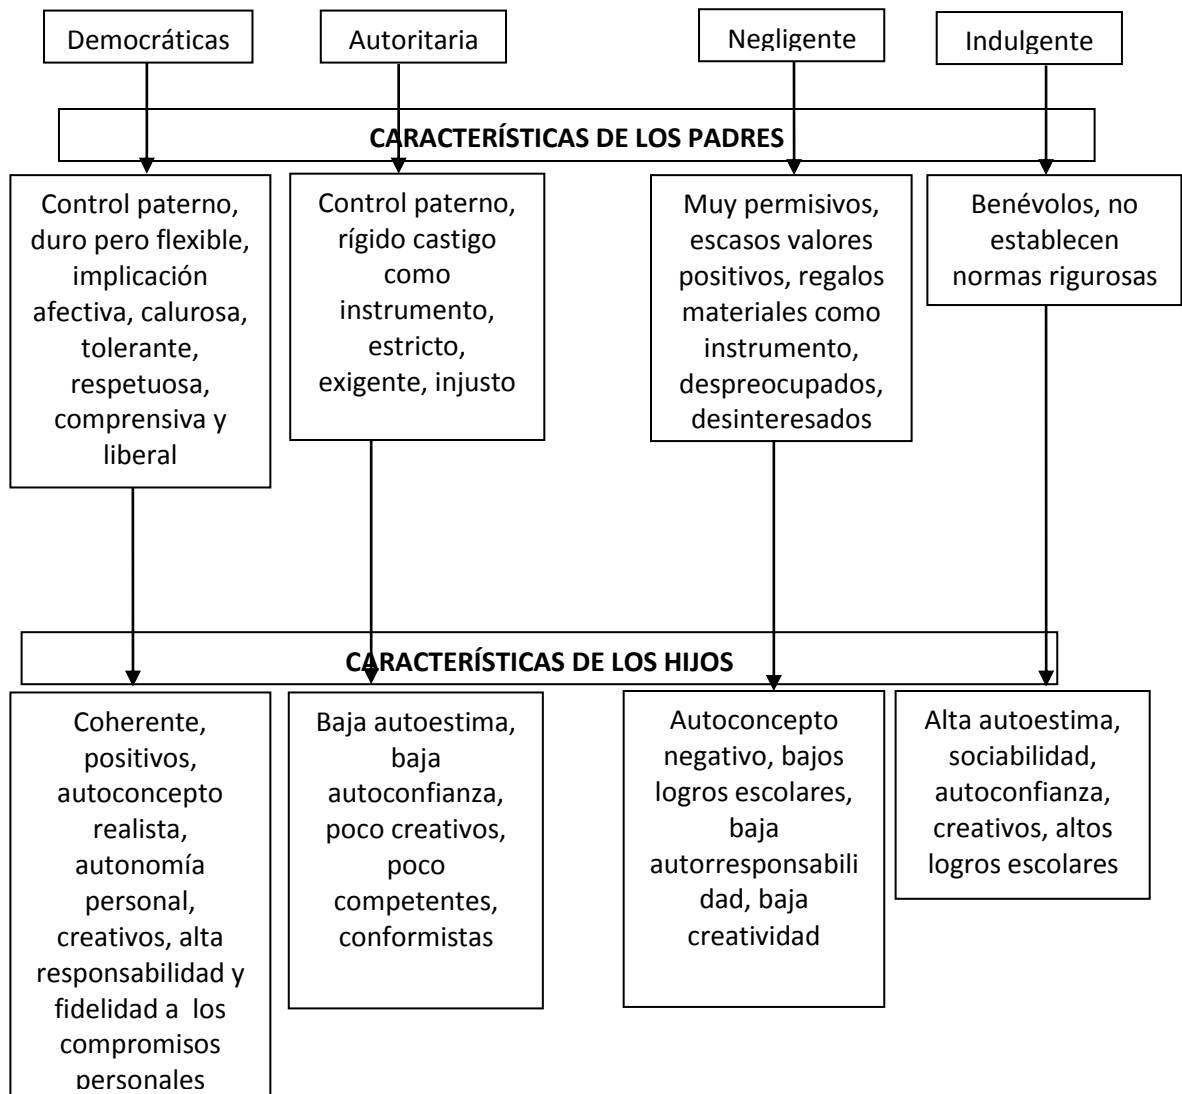 Democráticas
Autoritaria
Negligente
Indulgente
CARACTERÍSTICAS DE LOS PADRES
Control paterno,
duro pero flexible,
implicación
afectiva, calurosa,
tolerante,
respetuosa,
comprensiva y
liberal
Control paterno,
rígido castigo
como
instrumento,
estricto,
exigente, injusto
Muy permisivos,
escasos valores
positivos, regalos
materiales como
instrumento,
despreocupados,
desinteresados
Benévolos, no
establecen
normas rigurosas
CARACTERÍSTICAS DE LOS HIJOS
Coherente,
positivos,
autoconcepto
realista,
autonomía
personal,
creativos, alta
responsabilidad y
fidelidad a  los
compromisos
personales
Baja autoestima,
baja
autoconfianza,
poco creativos,
poco
competentes,
conformistas
Autoconcepto
negativo, bajos
logros escolares,
baja
autorresponsabili
dad, baja
creatividad
Alta autoestima,
sociabilidad,
autoconfianza,
creativos, altos
logros escolares